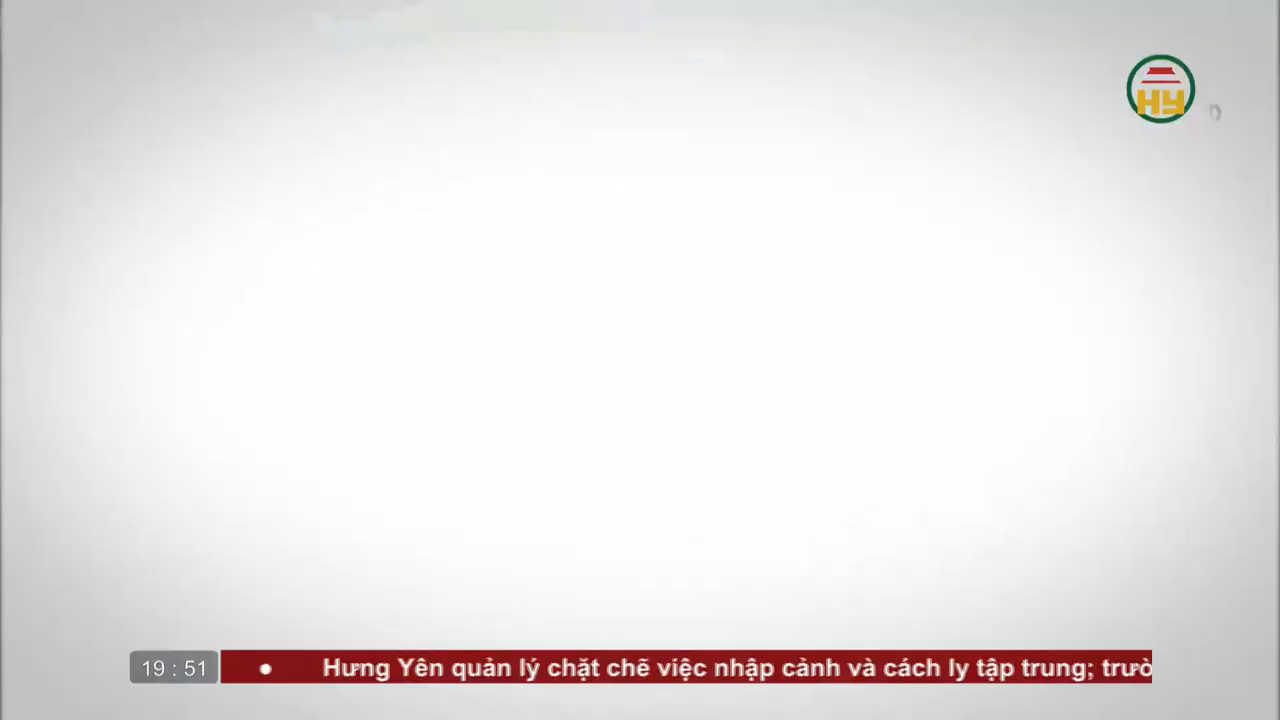 HY
19 : 51
● Hưng Yên quản lý chặt chẽ việc nhập cảnh và cách ly tập trung;